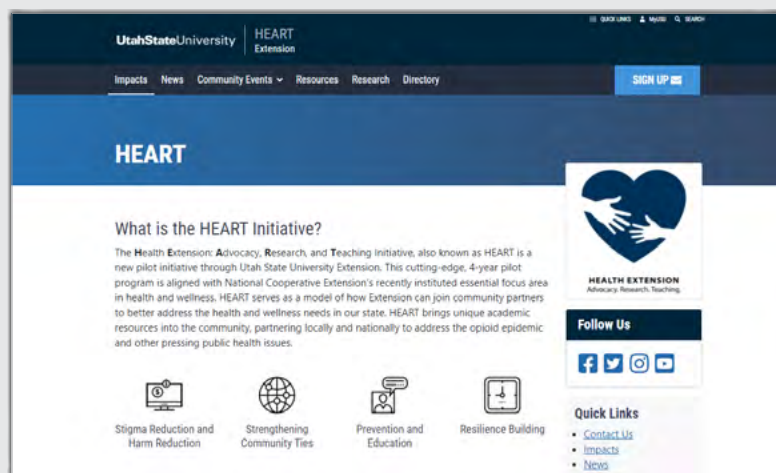 QUICK LINKS MyUSU SEARCH
UtahStateUniversity
HEART
Extension
Impacts News Community Events Resources Research Directory
SIGN UP
HEART
What is the HEART Initiative?
The Health Extension: Advocacy, Research, and Teaching Initiative, also known as HEART is a
new pilot initiative through Utah State University Extension. This cutting-edge, 4-year pilot
program is aligned with National Cooperative Extension's recently instituted essential focus area
in health and wellness. HEART serves as a model of how Extension can join community partners
to better address the health and wellness needs in our state. HEART brings unique academic
resources into the community, partnering locally and nationally to address the opioid epidemic
and other pressing public health issues.
Stigma Reduction and
Harm Reduction
Strengthening
Community Ties
Prevention and
Education
Resilience Building
HEALTH EXTENSION
Advocacy. Research. Teaching.
Follow Us
Quick Links
Contact Us
Impacts
News